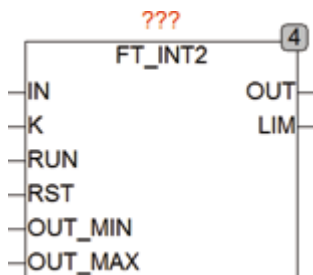 ???
4
FT_INT2
IN OUT
K LIM
RUN
RST
OUT_MIN
OUT_MAX